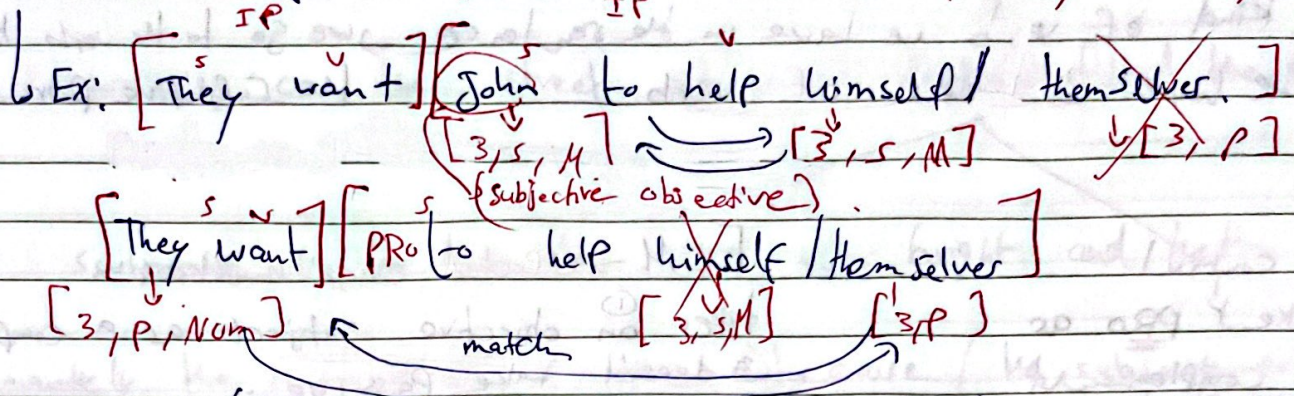 IP IP
s v s v
Ex: [They want] [John to help himself / themselves.]
[3, s, M] [3, s, M] [3, P]
(subjective objective)
s v s
[They want] [PRO to help himself / themselves]
[3, P, Nom] [3, s, M] [3, P]
match